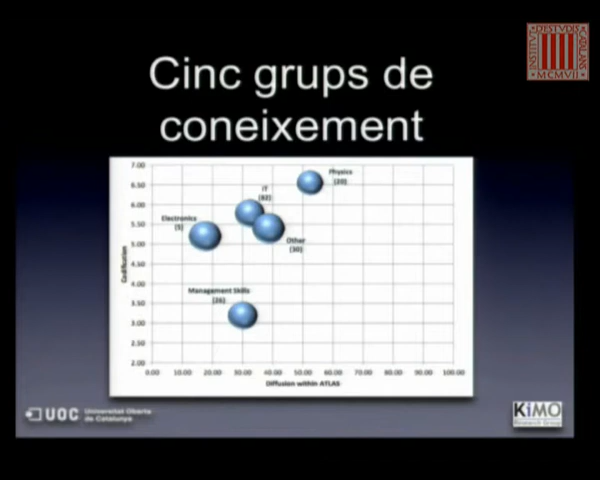 Cinc grups de
coneixement
INSTITVT D'ESTVDIS CATALANS
MCMVII
7.00
6.50
6.00
5.50
5.00
4.50
4.00
3.50
3.00
2.50
2.00
Codification
Physics
(20)
IT
Electronics
(5)
Other
(30)
Management Skills
(26)
0.00 10.00 20.00 30.00 40.00 50.00 60.00 70.00 80.00 90.00 100.00
Diffusion within ATLAS
UOC
Universitat Oberta
de Catalunya
KiMO
Research Group